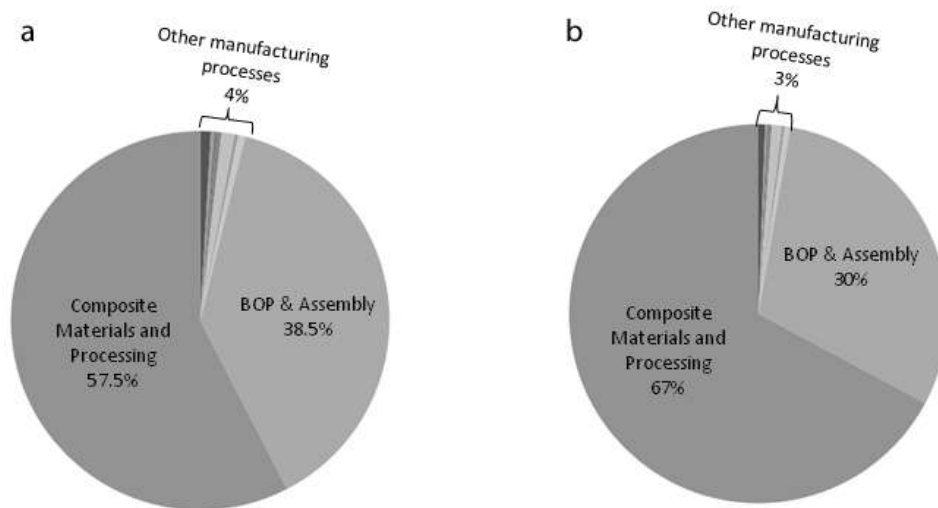 a
Other manufacturing
processes
4%
BOP & Assembly
38.5%
Composite
Materials and
Processing
57.5%
b
Other manufacturing
processes
3%
BOP & Assembly
30%
Composite
Materials and
Processing
67%